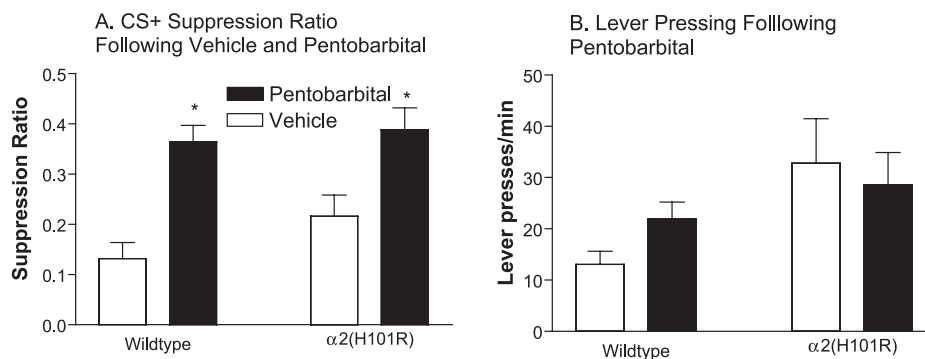 A. CS+ Suppression Ratio
Following Vehicle and Pentobarbital
Suppression Ratio
0.5
0.4
0.3
0.2
0.1
0.0
Pentobarbital
Vehicle
*
*
Wildtype
α2(H101R)
B. Lever Pressing Folllowing
Pentobarbital
Lever presses/min
50
40
30
20
10
0
Wildtype
α2(H101R)